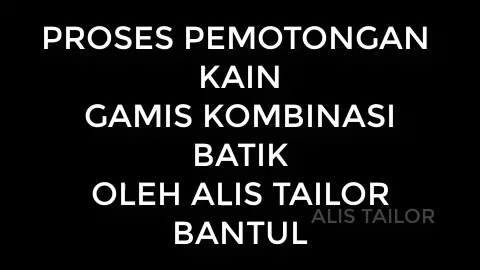 PROSES PEMOTONGAN
KAIN
GAMIS KOMBINASI
BATIK
OLEH ALIS TAILOR
ALIS TAILOR
BANTUL